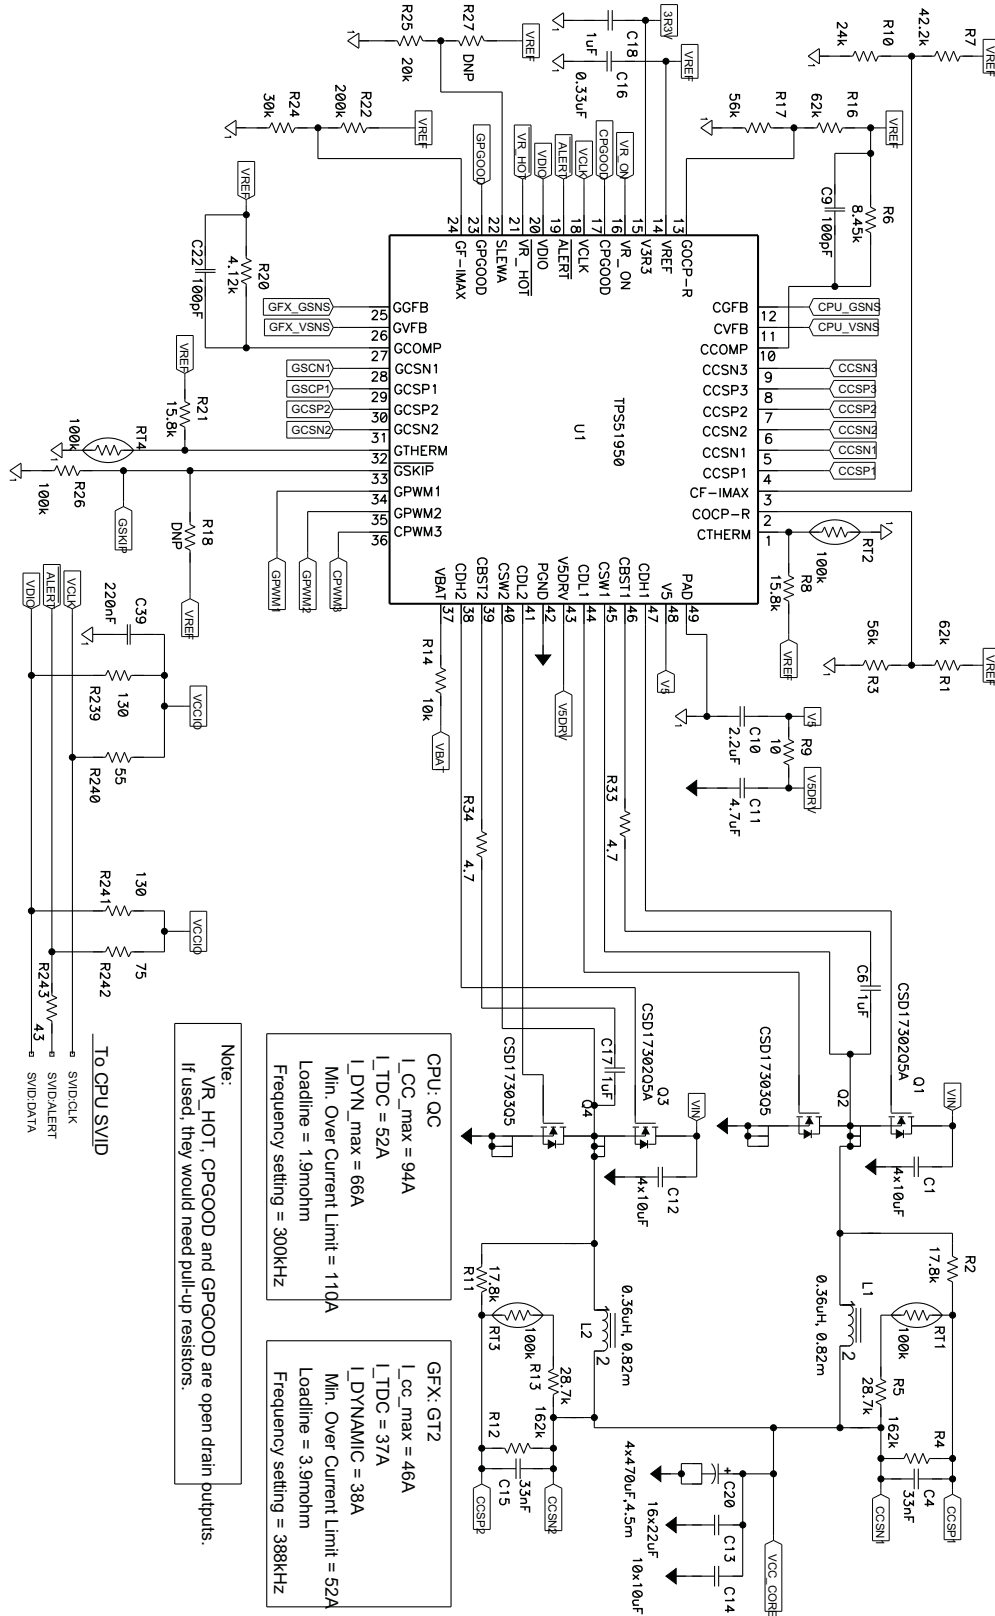 VREF
R7
42.2k
R10
24k
VREF
R16
62k
R17
56k
R6
8.45k
C9
100pF
3R3V
C18
1uF
VREF
C16
0.33uF
VREF
R27
DNP
R25
20k
VREF
R22
200k
R24
30k
VR_ON
CPGOOD
VCLK
ALERT
VDIO
VR_HOT
GPGOOD
13
14
15
16
17
18
19
20
21
22
23
24
GOCP-R
VREF
V3R3
VR_ON
CPGOOD
VCLK
ALERT
VDIO
VR_HOT
SLEWA
GPGOOD
GF-IMAX
VREF
R20
4.12k
C22
100pF
VREF
R21
15.8k
RT4
100k
R26
100k
GSKIP
R18
DNP
VREF
GFX_GSNS
GFX_VSNS
GSCN1
GSCP1
GCSP2
GCSN2
25
26
27
28
29
30
31
32
33
34
35
36
GGFB
GVFB
GCOMP
GCSN1
GCSP1
GCSP2
GCSN2
GTHERM
GSKIP
GPWM1
GPWM2
CPWM3
GPWM1
GPWM2
CPWM3
U1
TPS51950
CGFB
CVFB
CCOMP
CCSN3
CCSP3
CCSP2
CCSN2
CCSN1
CCSP1
CF-IMAX
COCP-R
CTHERM
12
11
10
9
8
7
6
5
4
3
2
1
CPU_GSNS
CPU_VSNS
CCSN3
CCSP3
CCSP2
CCSN2
CCSN1
CCSP1
RT2
100k
R8
15.8k
VREF
VREF
R1
62k
R3
56k
PAD
V5
CDH1
CBST1
CSW1
CDL1
V5DRV
PGND
CDL2
CSW2
CBST2
CDH2
VBAT
49
48
47
46
45
44
43
42
41
40
39
38
37
V5
V5DRV
R14
10k
VBAT
V5
C10
2.2uF
R9
10
V5DRV
C11
4.7uF
R33
4.7
R34
4.7
C6
1uF
CSD17302Q5A
Q1
VIN
CSD17303Q5
Q2
C1
4x10uF
R2
17.8k
L1
0.36uH, 0.82m
2
RT1
100k
R5
28.7k
R4
162k
C4
33nF
CCSP1
CCSN1
C17
1uF
CSD17302Q5A
Q3
VIN
CSD17303Q5
Q4
C12
4x10uF
R11
17.8k
L2
0.36uH, 0.82m
2
RT3
100k
R13
28.7k
R12
162k
C15
33nF
CCSN2
CCSP2
VCC_CORE
C20
4x470uF,4.5m
C13
16x22uF
C14
10x10uF
VCLK
ALERT
VDIO
C39
220nF
R239
130
VCCIO
R240
55
R241
130
VCCIO
R242
75
R243
43
To CPU SVID
SVID:CLK
SVID:ALERT
SVID:DATA
CPU: QC
I_CC_max = 94A
I_TDC = 52A
I_DYN_max = 66A
Min. Over Current Limit = 110A
Loadline = 1.9mohm
Frequency setting = 300kHz
GFX: GT2
I_cc_max = 46A
I_TDC = 37A
I_DYNAMIC = 38A
Min. Over Current Limit = 52A
Loadline = 3.9mohm
Frequency setting = 388kHz
Note:
VR_HOT, CPGOOD and GPGOOD are open drain outputs.
If used, they would need pull-up resistors.